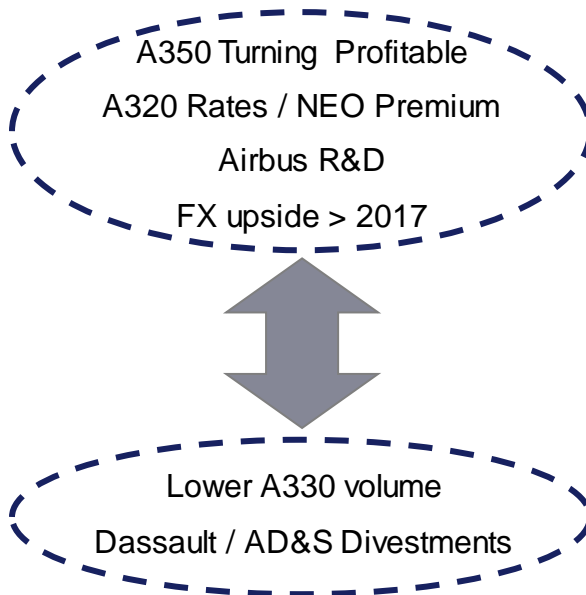 A350 Turning Profitable
A320 Rates / NEO Premium
Airbus R&D
FX upside > 2017
Lower A330 volume
Dassault / AD&S Divestments